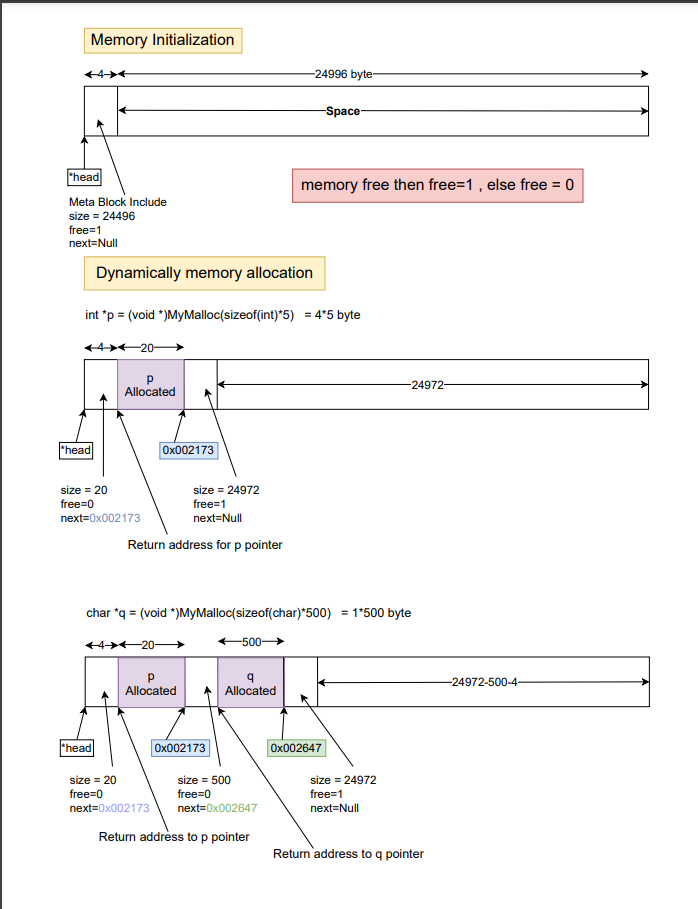 Memory Initialization
4
24996 byte
Space
*head
memory free then free=1 , else free = 0
Meta Block Include
size = 24496
free=1
next=Null
Dynamically memory allocation
int *p = (void *)MyMalloc(sizeof(int)*5)   = 4*5 byte
4
20
p
Allocated
24972
*head
0x002173
size = 20
free=0
next=0x002173
size = 24972
free=1
next=Null
Return address for p pointer
char *q = (void *)MyMalloc(sizeof(char)*500)   = 1*500 byte
4
20
500
p
Allocated
q
Allocated
24972-500-4
*head
0x002173
0x002647
size = 20
free=0
next=0x002173
size = 500
free=0
next=0x002647
size = 24972
free=1
next=Null
Return address to p pointer
Return address to q pointer